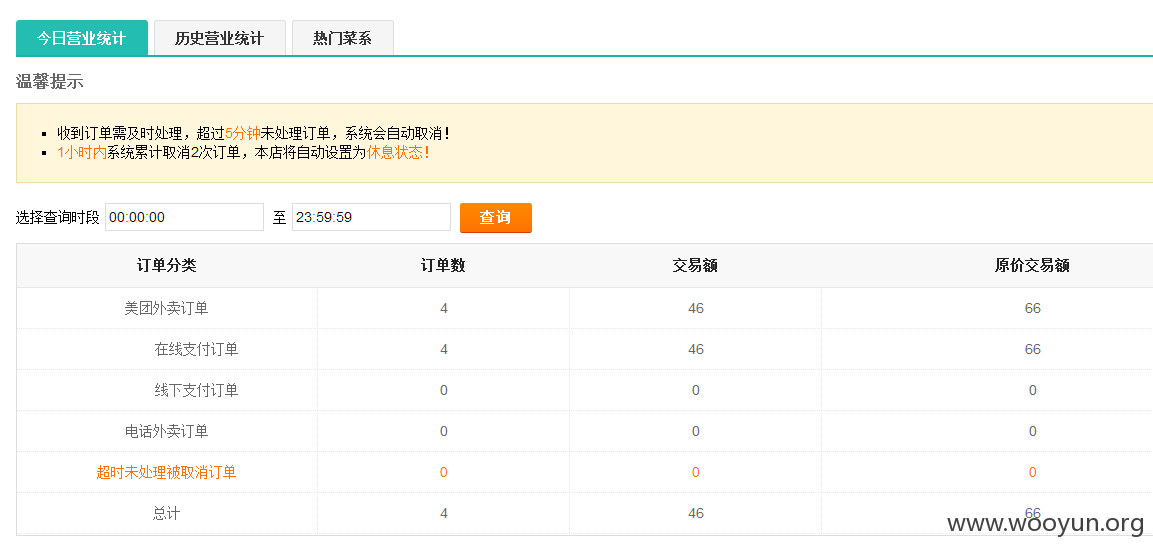 今日营业统计 历史营业统计 热门菜系
温馨提示
收到订单需及时处理，超过5分钟未处理订单，系统会自动取消！
1小时内系统累计取消2次订单，本店将自动设置为休息状态！
选择查询时段 00:00:00 至 23:59:59 查询
订单分类 订单数 交易额 原价交易额
美团外卖订单 4 46 66
在线支付订单 4 46 66
线下支付订单 0 0 0
电话外卖订单 0 0 0
超时未处理被取消订单 0 0 0
总计 4 46 66
www.wooyun.org